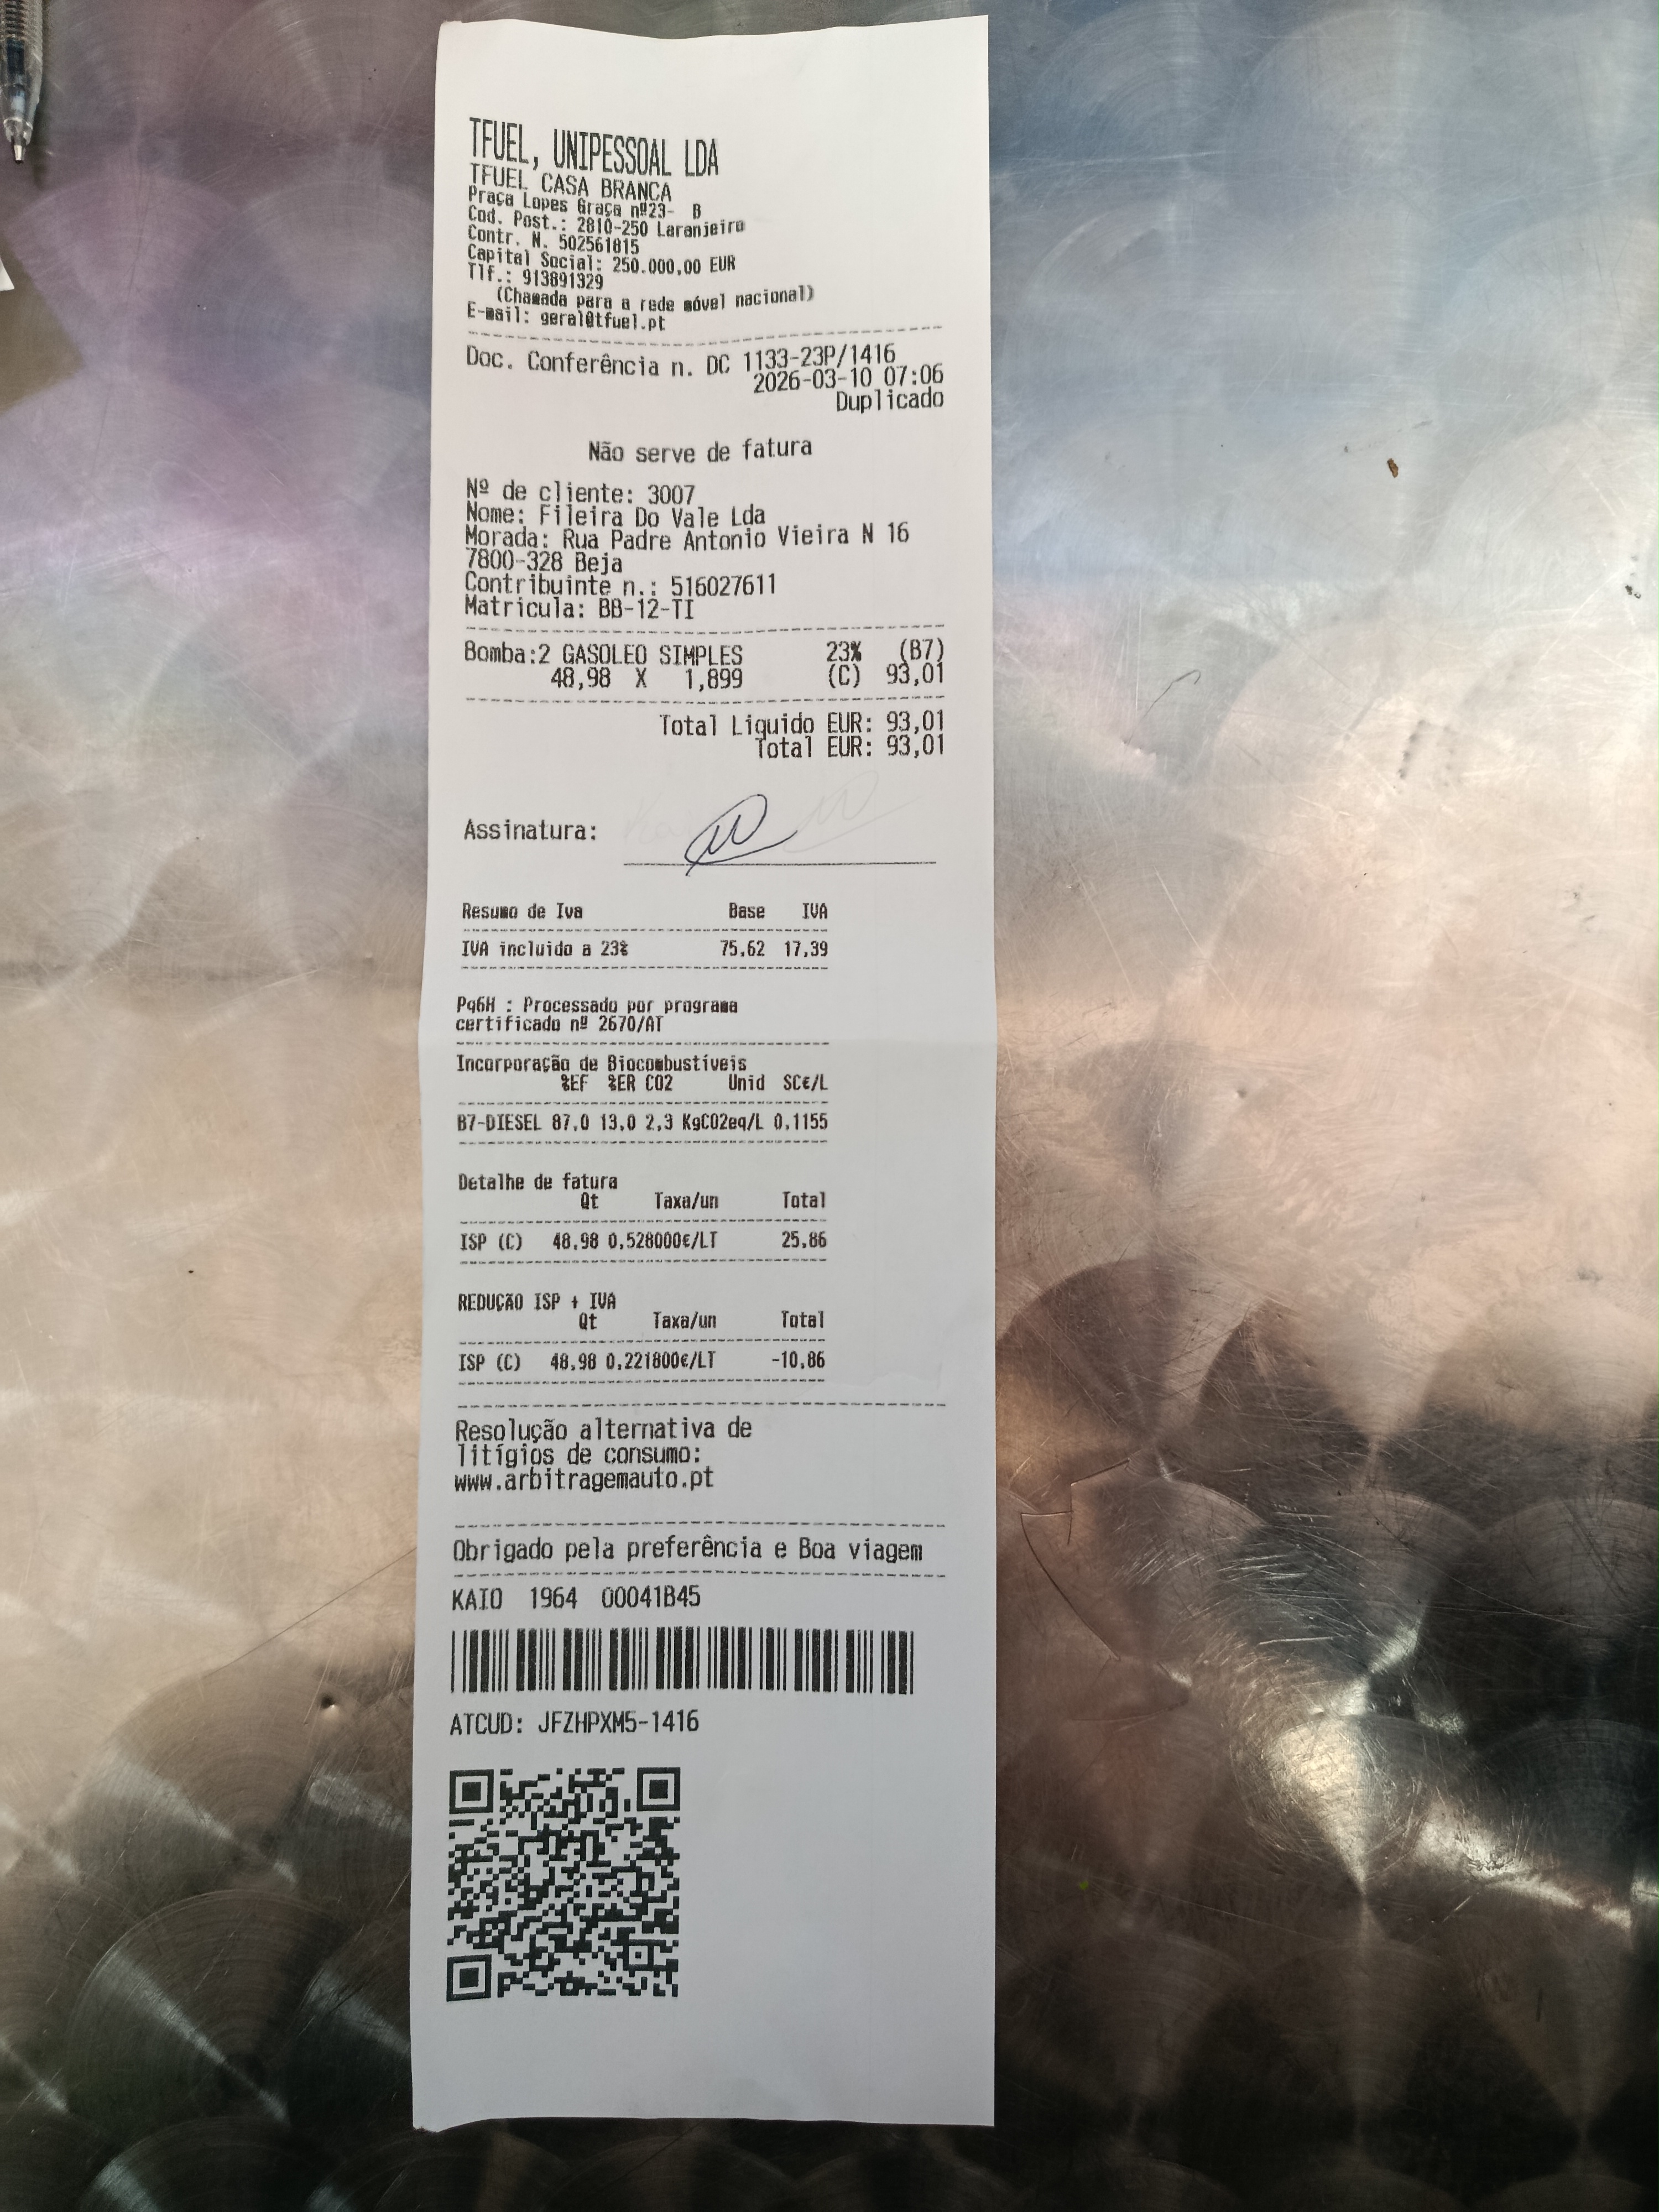 TFUEL, UNIPESSOAL LDA
TFUEL CASA BRANCA
Praça Lopes Graça nº23- B
Cod. Post.: 2810-250 Laranjeiro
Contr. N. 502561815
Capital Social: 250.000,00 EUR
Tlf.: 913891329
(Chamada para a rede móvel nacional)
E-mail: geral@tfuel.pt
Doc. Conferência n. DC 1133-23P/1416
2026-03-10 07:06
Duplicado
Não serve de fatura
Nº de cliente: 3007
Nome: Fileira Do Vale Lda
Morada: Rua Padre Antonio Vieira N 16
7800-328 Beja
Contribuinte n.: 516027611
Matricula: BB-12-TI
Bomba:2 GASOLEO SIMPLES 23% (B7)
48,98 X 1,899 (C) 93,01
Total Liquido EUR: 93,01
Total EUR: 93,01
Assinatura:
Resumo de Iva Base IVA
IVA incluido a 23% 75,62 17,39
Pq6H : Processado por programa
certificado nº 2670/AT
Incorporação de Biocombustíveis
%EF %ER CO2 Unid SC€/L
B7-DIESEL 87,0 13,0 2,3 KgCO2eq/L 0,1155
Detalhe de fatura
Qt Taxa/un Total
ISP (C) 48,98 0,528000€/LT 25,86
REDUÇÃO ISP + IVA
Qt Taxa/un Total
ISP (C) 48,98 0,221800€/LT -10,86
Resolução alternativa de
litígios de consumo:
www.arbitragemauto.pt
Obrigado pela preferência e Boa viagem
KAIO 1964 00041B45
ATCUD: JFZHPXM5-1416